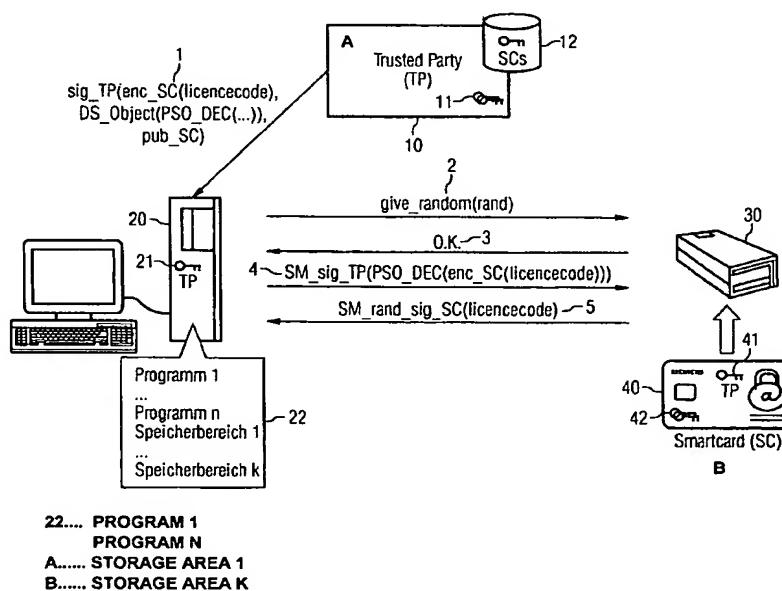 1
sig_TP(enc_SC(licencecode),
DS_Object(PSO_DEC(...)),
pub_SC)
A
Trusted Party
(TP)
SCs
12
11
10
2
give_random(rand)
20
O.K.
3
30
21
TP
4
SM_sig_TP(PSO_DEC(enc_SC(licencecode)))
SM_rand_sig_SC(licencecode)
5
41
40
TP
@
42
Smartcard (SC)
B
Programm 1
...
Programm n
Speicherbereich 1
...
Speicherbereich k
22
22.... PROGRAM 1
PROGRAM N
A...... STORAGE AREA 1
B...... STORAGE AREA K